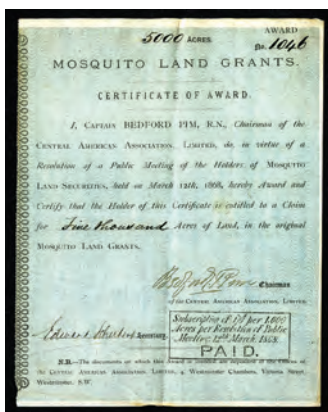 5000 ACRES
AWARD
No. 1046
MOSQUITO LAND GRANTS.
CERTIFICATE OF AWARD.
I, CAPTAIN BEDFORD PIM, R.N., Chairman of the
CENTRAL AMERICAN ASSOCIATION, LIMITED, do, in virtue of a
Resolution of a Public Meeting of the Holders of MOSQUITO
LAND SECURITIES, held on March 12th, 1868, hereby Award and
Certify that the Holder of this Certificate is entitled to a Claim
for Five thousand Acres of Land, in the original
MOSQUITO LAND GRANTS.
Bedford Pim Chairman
of the CENTRAL AMERICAN ASSOCIATION, LIMITED.
Edward Secretary.
Subscription of per 1,000
Acres per Resolution of Public
Meeting, 12th March, 1868.
PAID.
N.B.—The documents on which this Award is are deposited at the Offices of
the CENTRAL AMERICAN ASSOCIATION, LIMITED, 4, Westminster Chambers, Victoria Street,
Westminster, S.W.